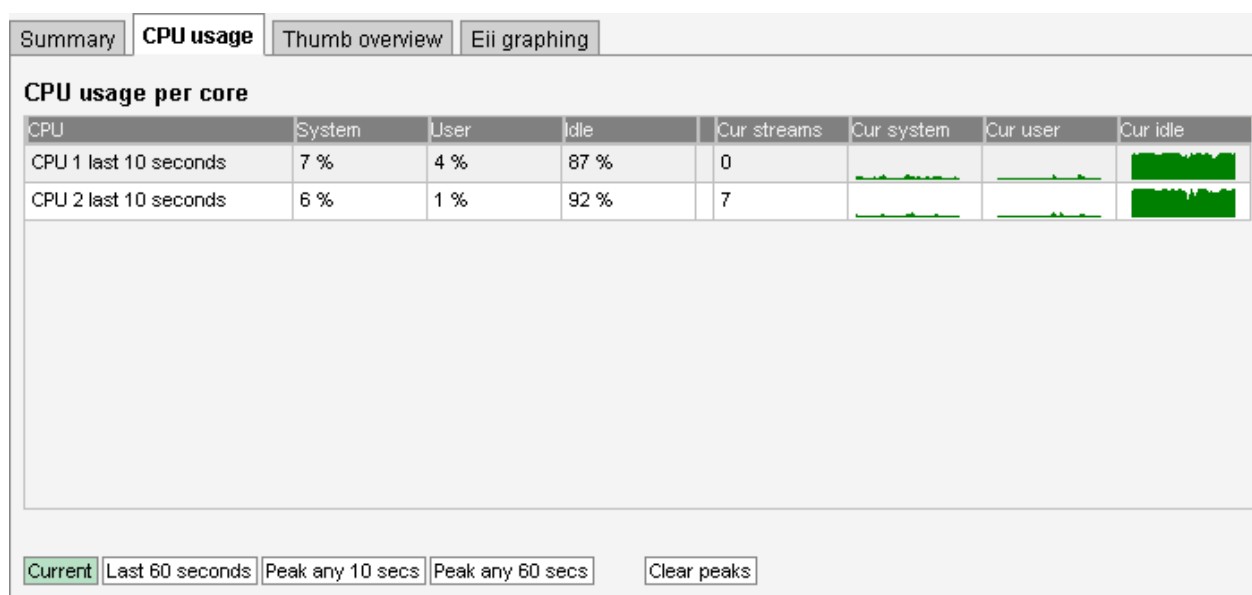 Summary CPU usage Thumb overview Eii graphing
CPU usage per core
CPU System User Idle Cur streams Cur system Cur user Cur idle
CPU 1 last 10 seconds 7 % 4 % 87 % 0
CPU 2 last 10 seconds 6 % 1 % 92 % 7
Current Last 60 seconds Peak any 10 secs Peak any 60 secs Clear peaks